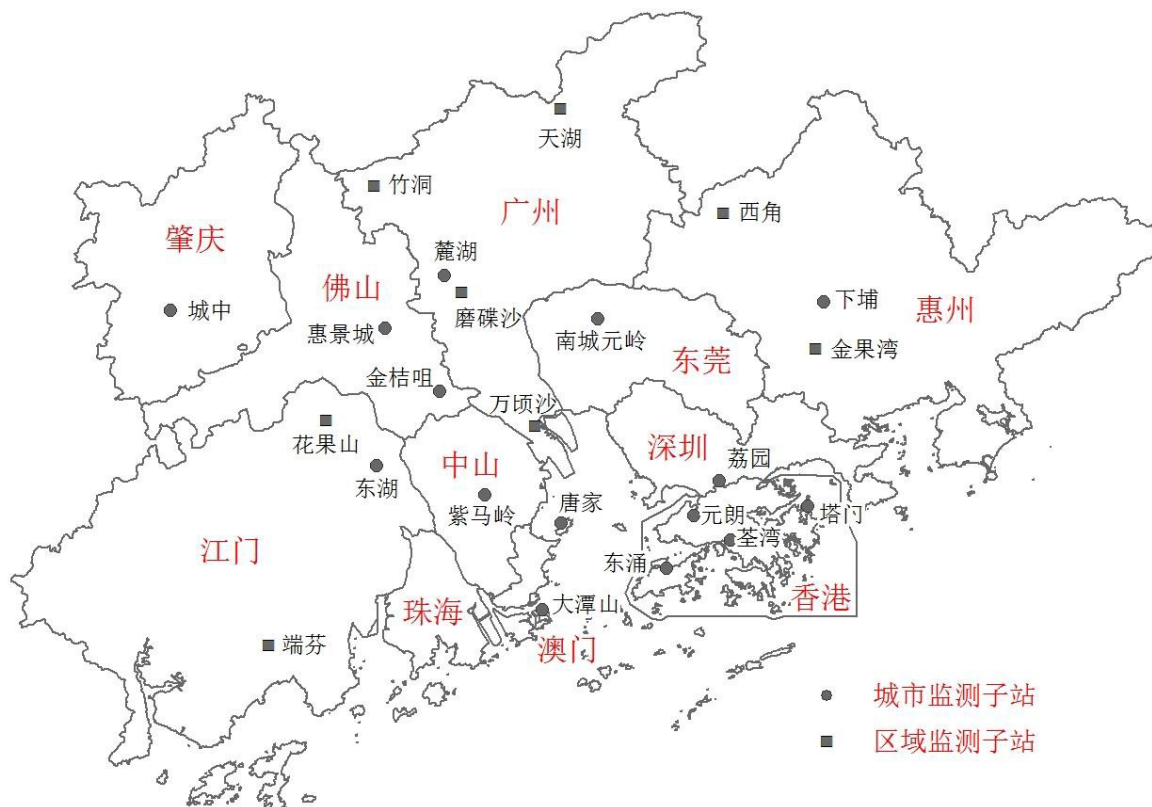 天湖
竹洞
广州
西角
肇庆
麓湖
佛山
磨碟沙
城中
惠景城
南城元岭
下埔
惠州
东莞
金果湾
金桔咀
万顷沙
花果山
中山
深圳
荔园
东湖
紫马岭
唐家
元朗
塔门
荃湾
江门
东涌
珠海
大潭山
香港
澳门
端芬
城市监测子站
区域监测子站